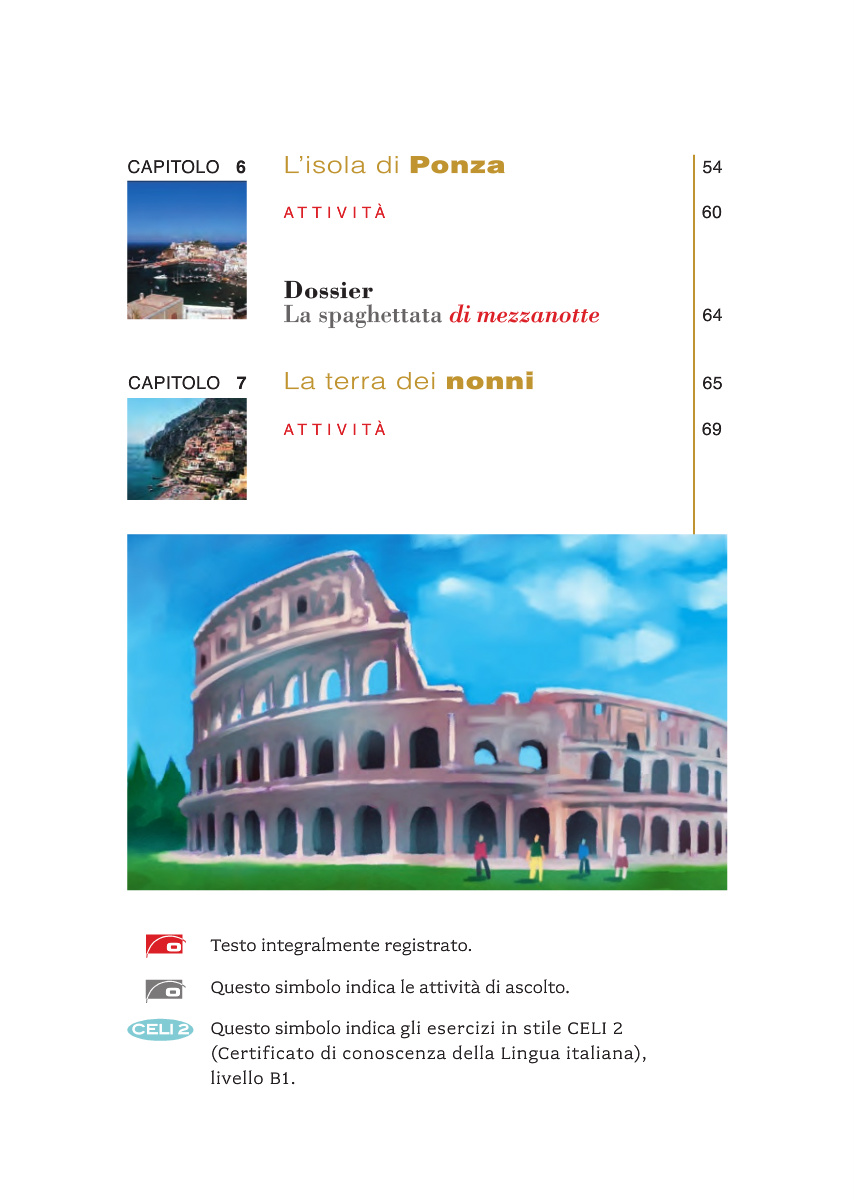 CAPITOLO 6 L'isola di Ponza 54
ATTIVITÀ 60
Dossier
La spaghettata di mezzanotte 64
CAPITOLO 7 La terra dei nonni 65
ATTIVITÀ 69
Testo integralmente registrato.
Questo simbolo indica le attività di ascolto.
CELI 2 Questo simbolo indica gli esercizi in stile CELI 2
(Certificato di conoscenza della Lingua italiana),
livello B1.